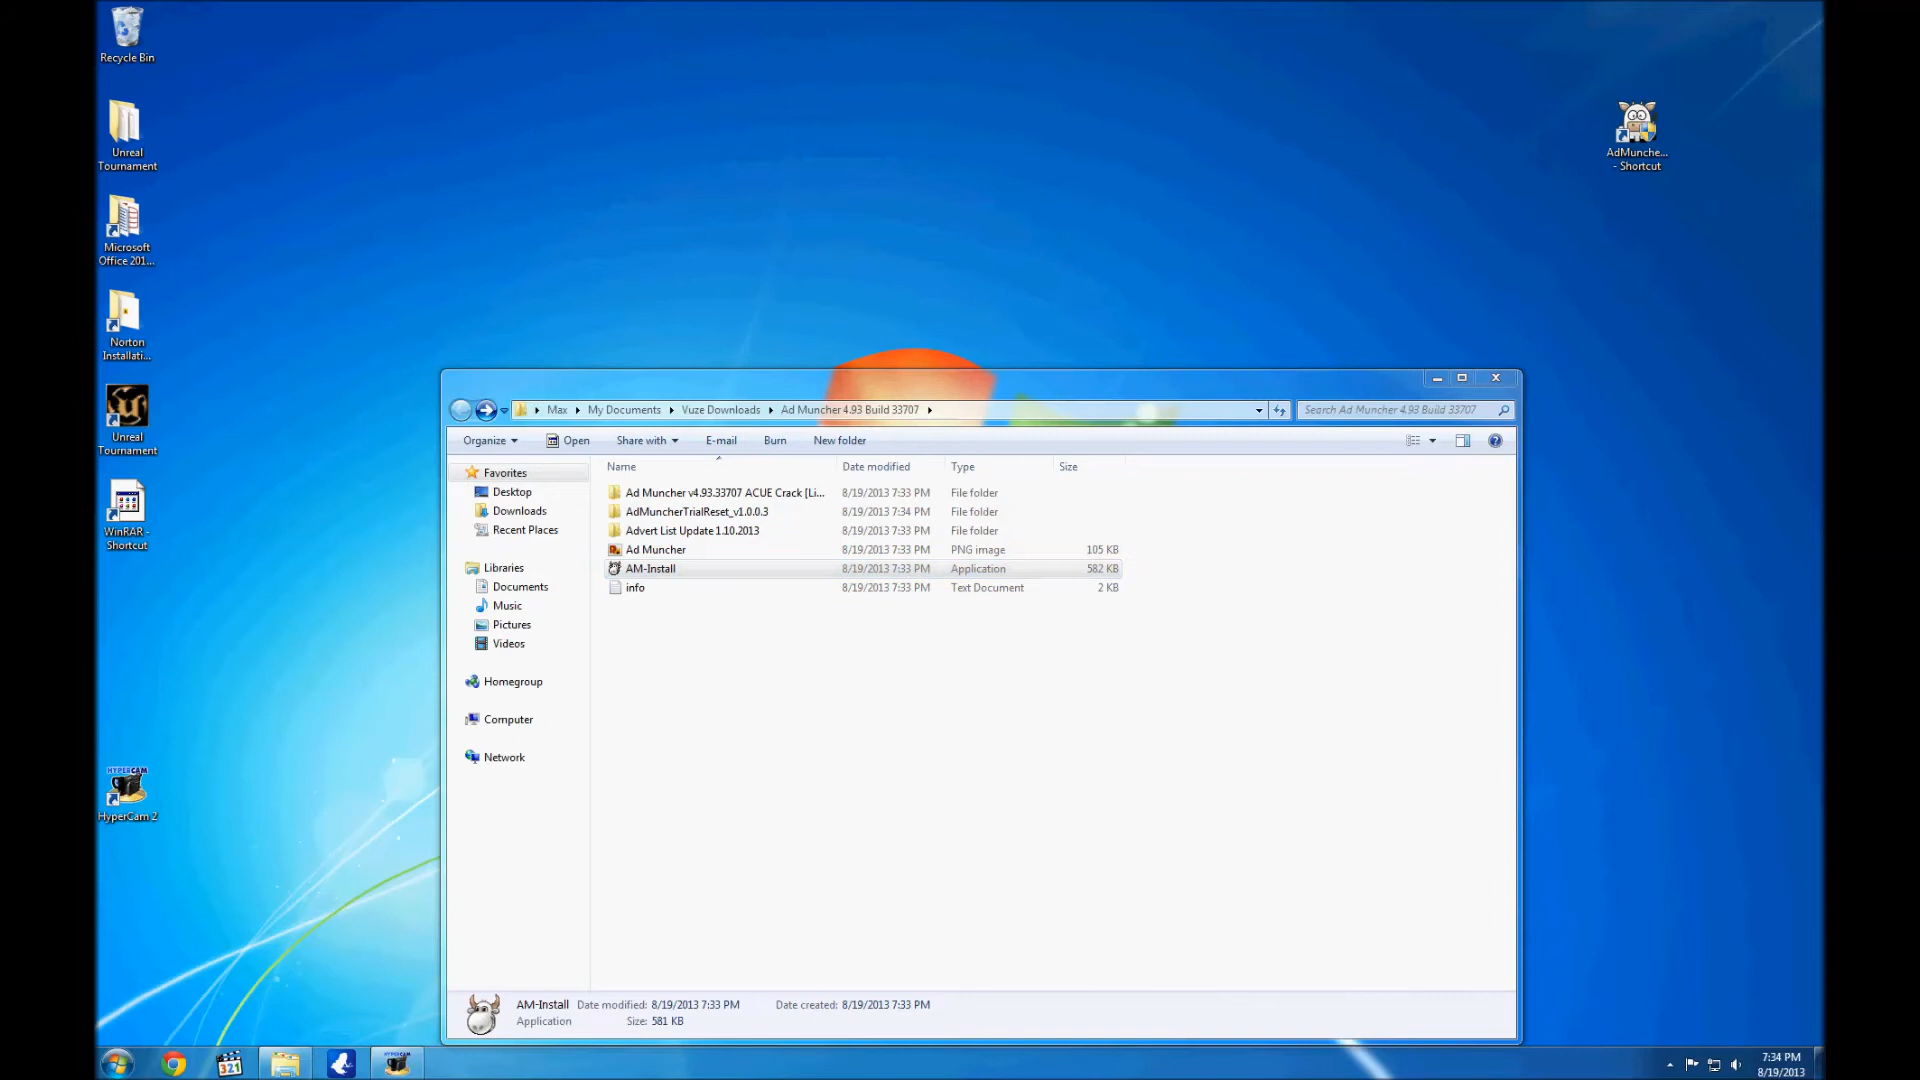 Recycle Bin
Unreal
Tournament
Microsoft
Office 201...
Norton
Installati...
Unreal
Tournament
WinRAR -
Shortcut
HYPERCAM
HyperCam 2
AdMunche...
- Shortcut
Max My Documents Vuze Downloads Ad Muncher 4.93 Build 33707
Search Ad Muncher 4.93 Build 33707
Organize Open Share with E-mail Burn New folder
Favorites
Desktop
Downloads
Recent Places
Libraries
Documents
Music
Pictures
Videos
Homegroup
Computer
Network
Name Date modified Type Size
Ad Muncher v4.93.33707 ACUE Crack [Li... 8/19/2013 7:33 PM File folder
AdMuncherTrialReset_v1.0.0.3 8/19/2013 7:34 PM File folder
Advert List Update 1.10.2013 8/19/2013 7:33 PM File folder
Ad Muncher 8/19/2013 7:33 PM PNG image 105 KB
AM-Install 8/19/2013 7:33 PM Application 582 KB
info 8/19/2013 7:33 PM Text Document 2 KB
AM-Install Date modified: 8/19/2013 7:33 PM Date created: 8/19/2013 7:33 PM
Application Size: 581 KB
321
HYPERCAM
7:34 PM
8/19/2013